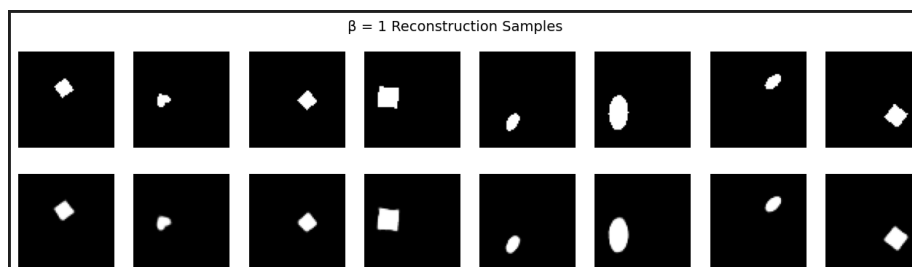 β = 1 Reconstruction Samples